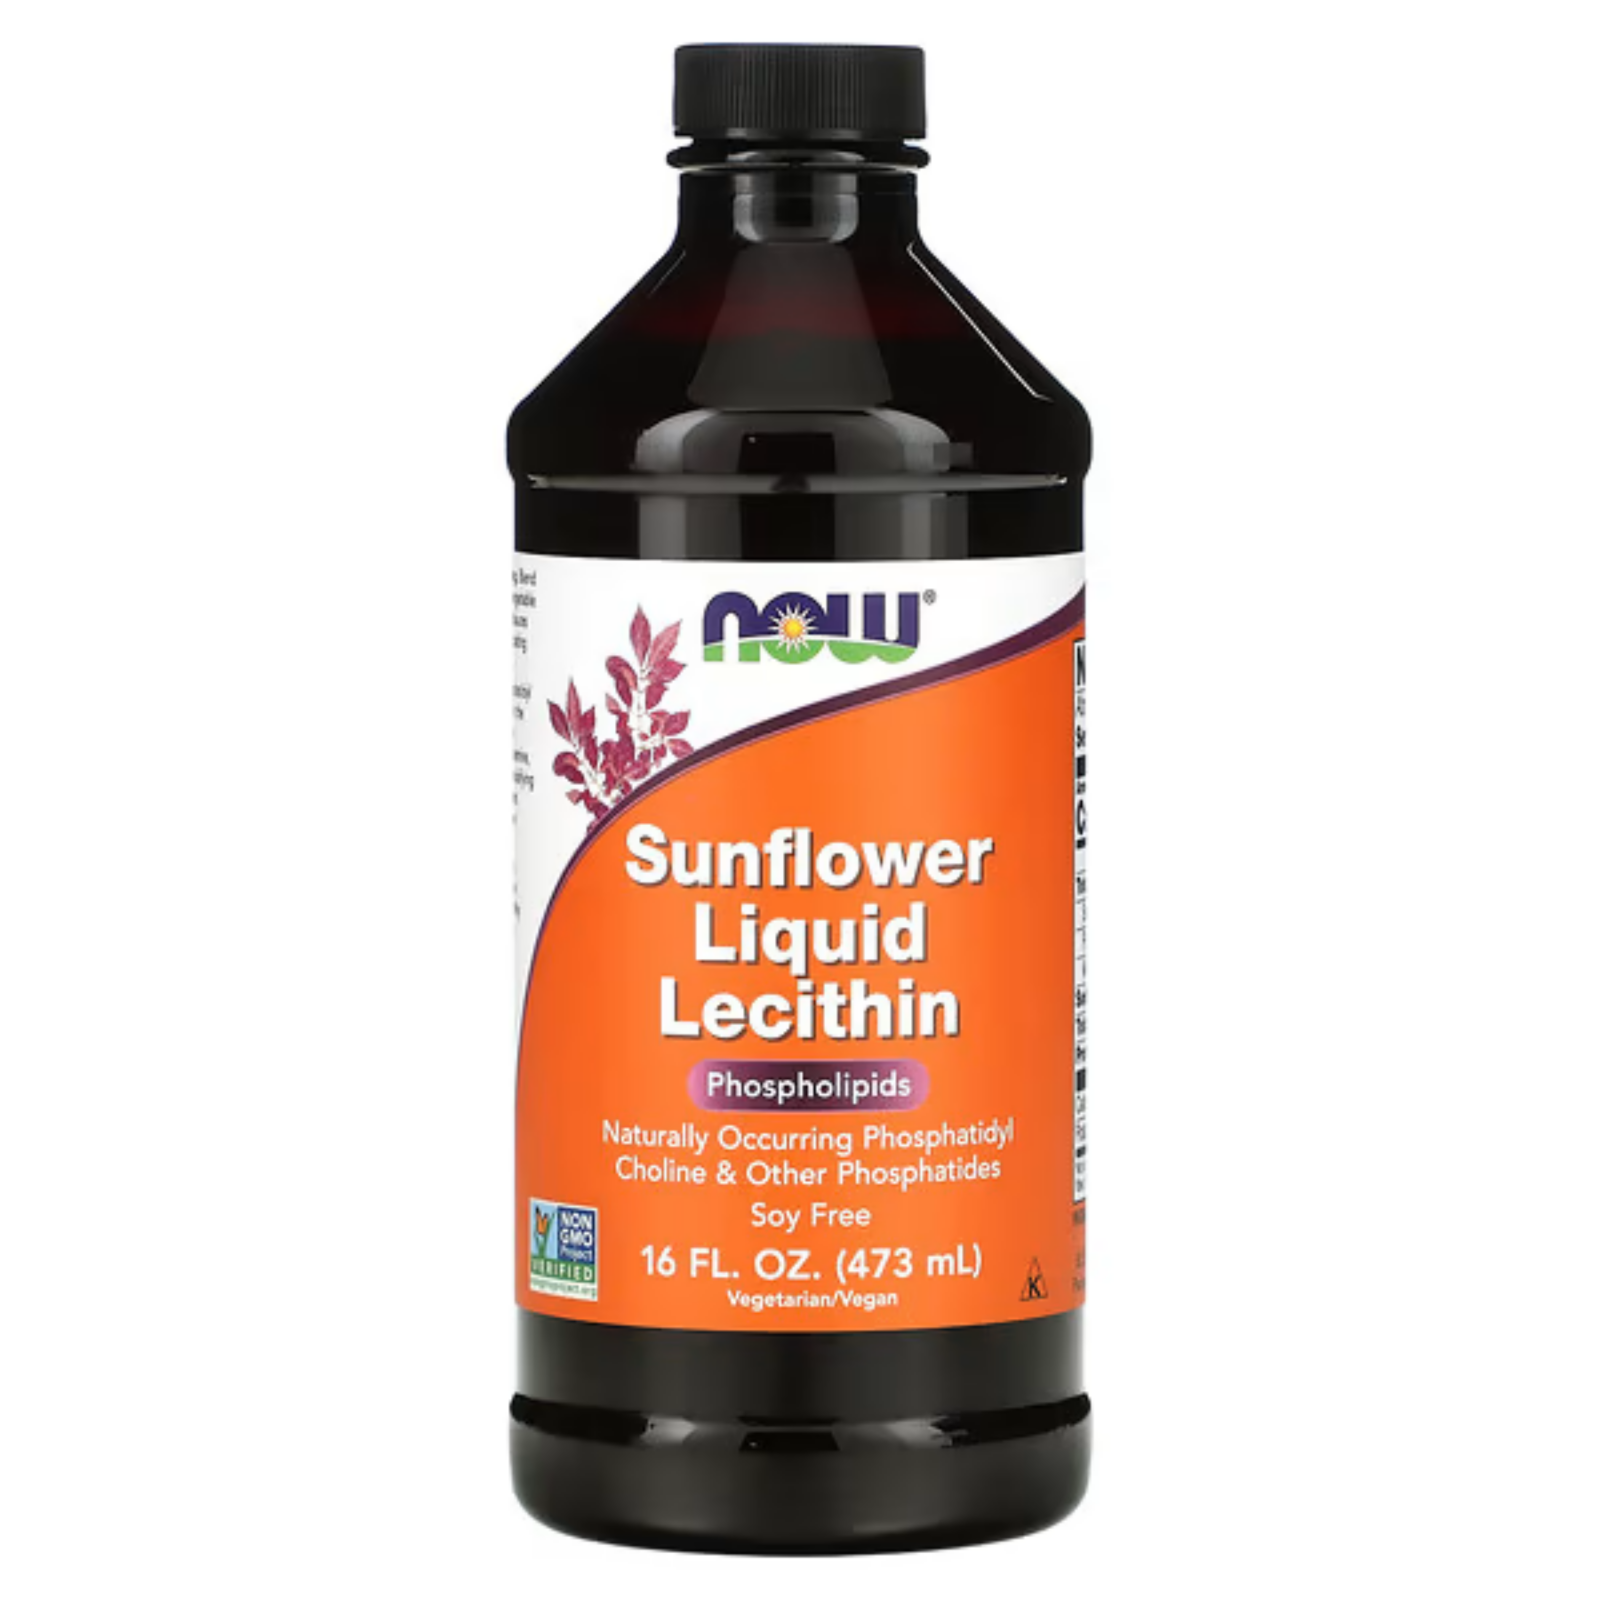 now®
Sunflower
Liquid
Lecithin
Phospholipids
Naturally Occurring Phosphatidyl
Choline & Other Phosphatides
Soy Free
NON
GMO
Project
VERIFIED
16 FL. OZ. (473 mL)
Vegetarian/Vegan
K